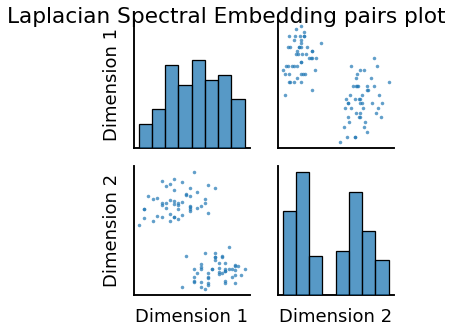 Laplacian Spectral Embedding pairs plot
Dimension 1
Dimension 2
Dimension 1
Dimension 2